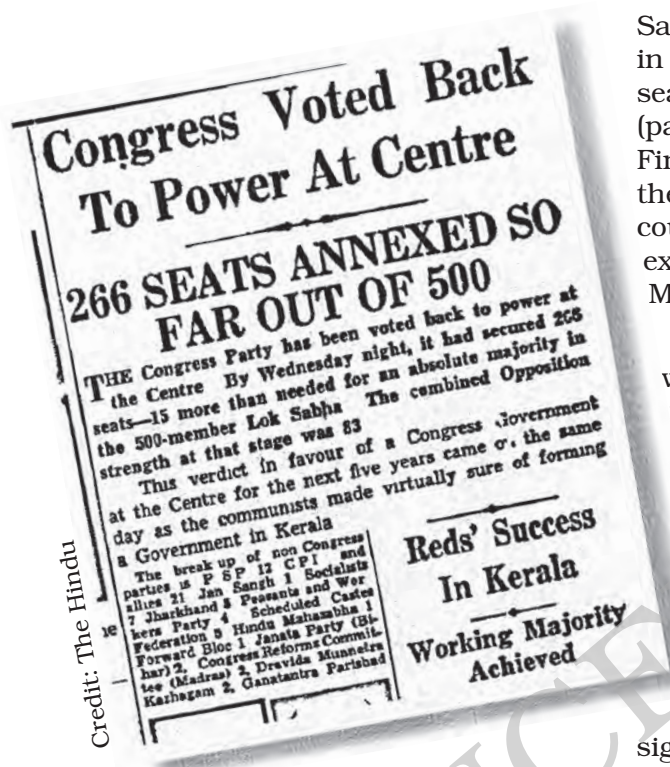 Congress Voted Back
To Power At Centre
266 SEATS ANNEXED SO
FAR OUT OF 500
THE Congress Party has been voted back to power at
the Centre By Wednesday night, it had secured 266
seats—15 more than needed for an absolute majority in
the 500-member Lok Sabha The combined Opposition
strength at that stage was 83
This verdict in favour of a Congress Government
at the Centre for the next five years came on the same
day as the communists made virtually sure of forming
a Government in Kerala
The break up of non Congress
parties is P S P 12 C P I and
allies 21 Jan Sangh 1 Socialists
7 Jharkhand 5 Peasants and Wor
kers Party 4 Scheduled Castes
Federation 5 Hindu Mahasabha 1
Forward Bloc 1 Janata Party (Bi-
har) 2, Congress Reforms Commit-
tee (Madras) 2, Dravida Munnetra
Kazhagam 2, Ganatantra Parishad
Reds' Success
In Kerala
Working Majority
Achieved
Credit: The Hindu
Sa
in
sea
(pa
Fir
the
cou
ex
M
w
sig